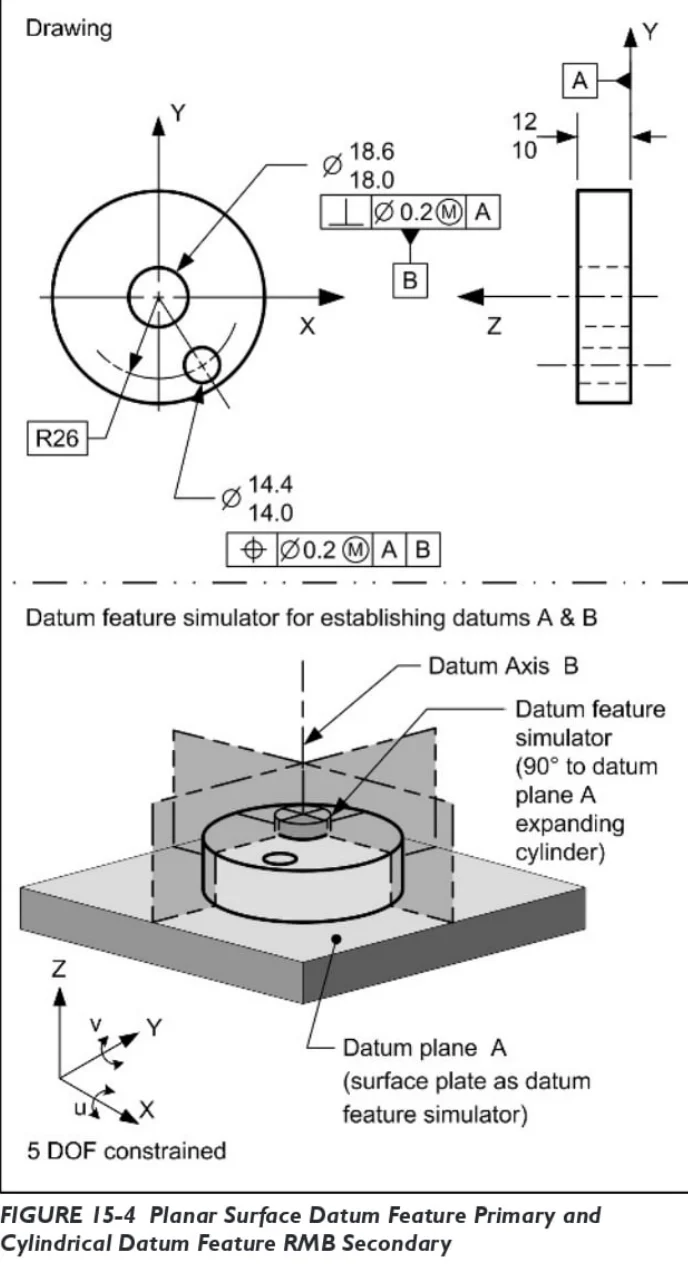 Drawing
Y
A
12
10
Y
⌀ 18.6
18.0
⟂ ⌀ 0.2 Ⓜ A
B
X
Z
R26
⌀ 14.4
14.0
⌖ ⌀0.2 Ⓜ A B
Datum feature simulator for establishing datums A & B
Datum Axis B
Datum feature
simulator
(90° to datum
plane A
expanding
cylinder)
Z
v
Y
u
X
Datum plane A
(surface plate as datum
feature simulator)
5 DOF constrained
FIGURE 15-4 Planar Surface Datum Feature Primary and
Cylindrical Datum Feature RMB Secondary